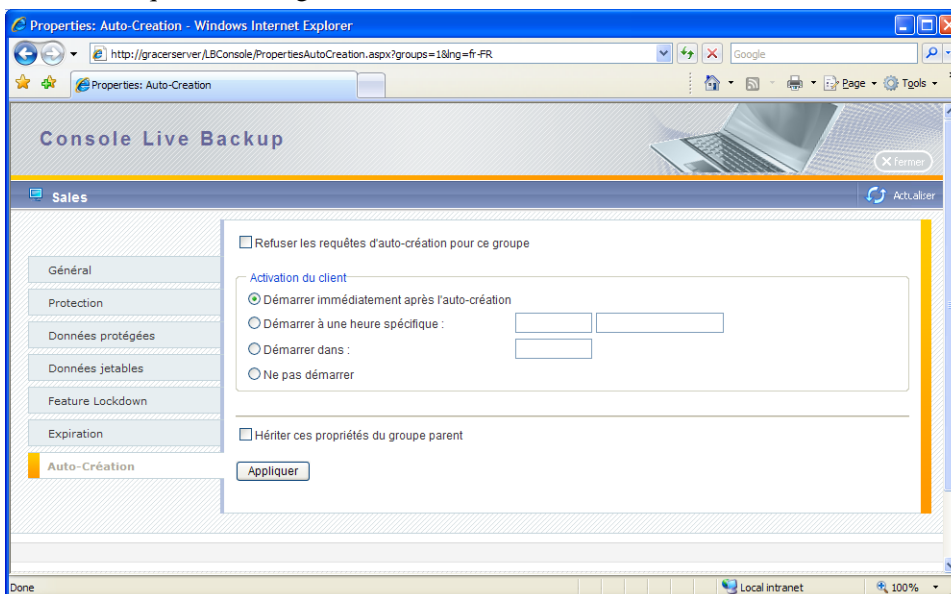 Properties: Auto-Creation - Windows Internet Explorer
http://gracerserver/LBConsole/PropertiesAutoCreation.aspx?groups=1&lng=fr-FR
Google
Properties: Auto-Creation
Page
Tools
Console Live Backup
fermer
Sales
Actualiser
Refuser les requêtes d'auto-création pour ce groupe
Général
Activation du client
Protection
Démarrer immédiatement après l'auto-création
Démarrer à une heure spécifique :
Données protégées
Démarrer dans :
Données jetables
Ne pas démarrer
Feature Lockdown
Expiration
Hériter ces propriétés du groupe parent
Auto-Création
Appliquer
Done
Local intranet
100%